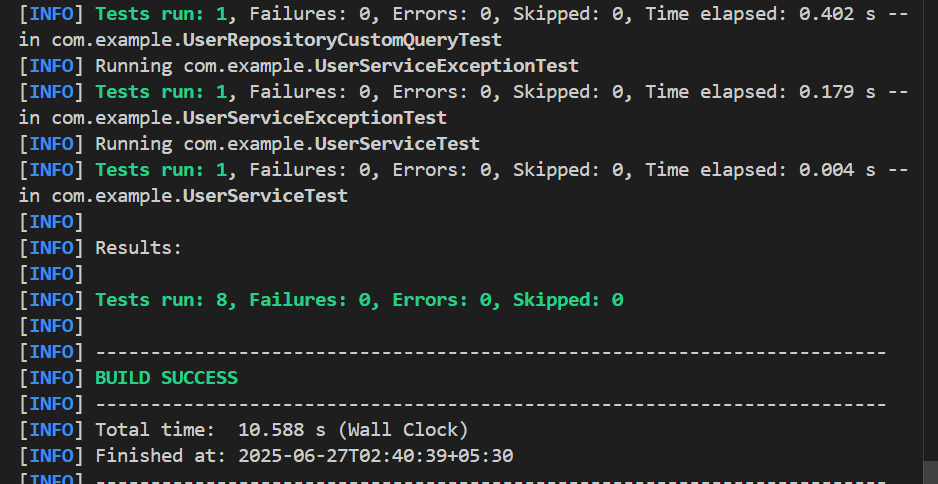 [INFO] Tests run: 1, Failures: 0, Errors: 0, Skipped: 0, Time elapsed: 0.402 s --
in com.example.UserRepositoryCustomQueryTest
[INFO] Running com.example.UserServiceExceptionTest
[INFO] Tests run: 1, Failures: 0, Errors: 0, Skipped: 0, Time elapsed: 0.179 s --
in com.example.UserServiceExceptionTest
[INFO] Running com.example.UserServiceTest
[INFO] Tests run: 1, Failures: 0, Errors: 0, Skipped: 0, Time elapsed: 0.004 s --
in com.example.UserServiceTest
[INFO]
[INFO] Results:
[INFO]
[INFO] Tests run: 8, Failures: 0, Errors: 0, Skipped: 0
[INFO]
[INFO] ------------------------------------------------------------------------
[INFO] BUILD SUCCESS
[INFO] ------------------------------------------------------------------------
[INFO] Total time:  10.588 s (Wall Clock)
[INFO] Finished at: 2025-06-27T02:40:39+05:30
[INFO] ------------------------------------------------------------------------